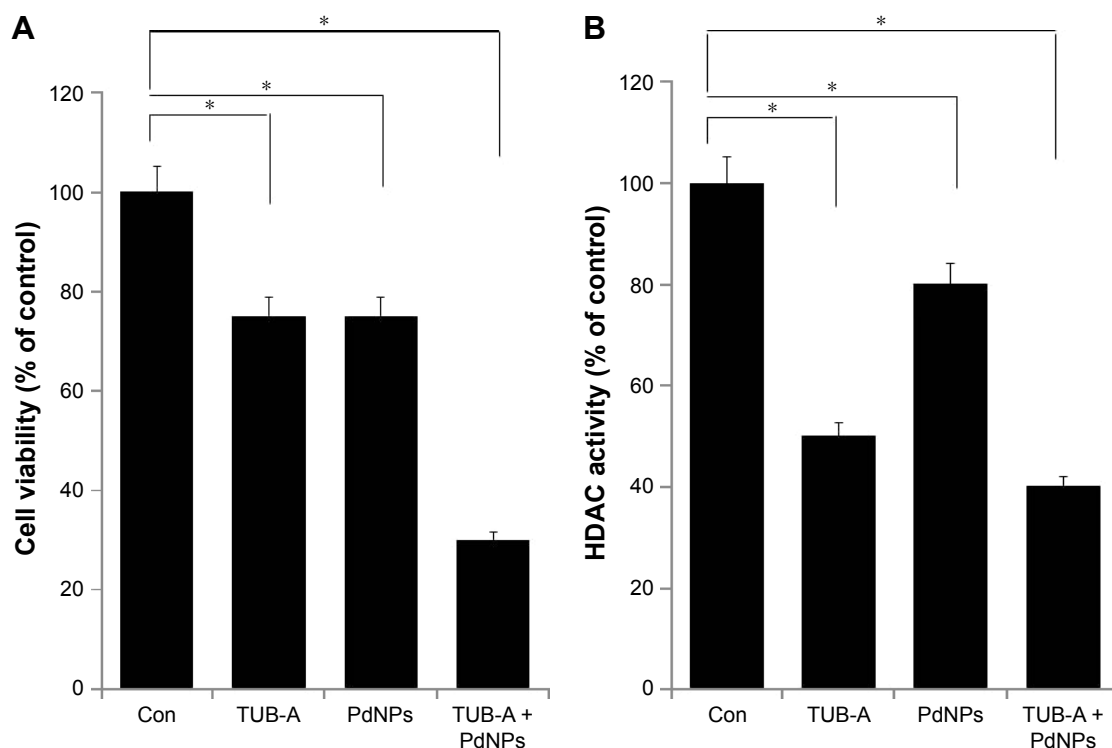 A
*
*
*
Cell viability (% of control)
120
100
80
60
40
20
0
Con
TUB-A
PdNPs
TUB-A +
PdNPs
B
*
*
*
HDAC activity (% of control)
120
100
80
60
40
20
0
Con
TUB-A
PdNPs
TUB-A +
PdNPs